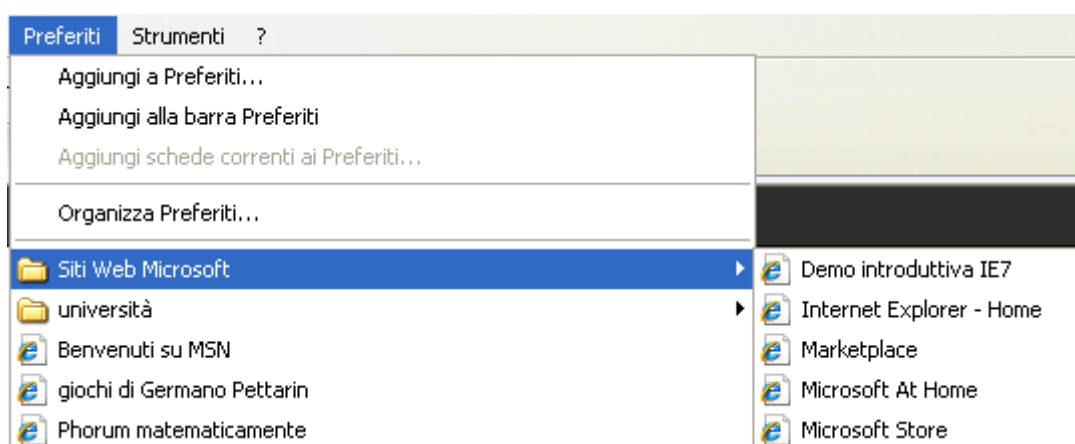 Preferiti Strumenti ?
Aggiungi a Preferiti...
Aggiungi alla barra Preferiti
Aggiungi schede correnti ai Preferiti...
Organizza Preferiti...
Siti Web Microsoft
università
Benvenuti su MSN
giochi di Germano Pettarin
Phorum matematicamente
Demo introduttiva IE7
Internet Explorer - Home
Marketplace
Microsoft At Home
Microsoft Store